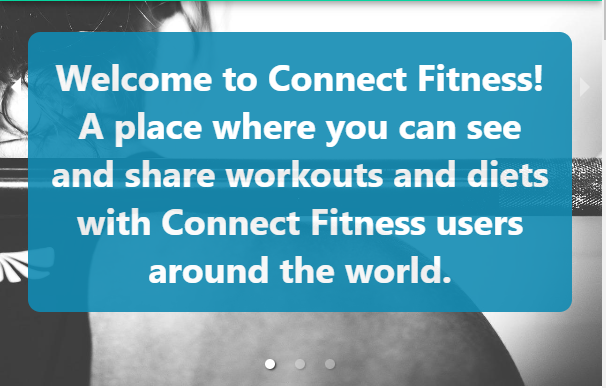 Welcome to Connect Fitness!
A place where you can see
and share workouts and diets
with Connect Fitness users
around the world.